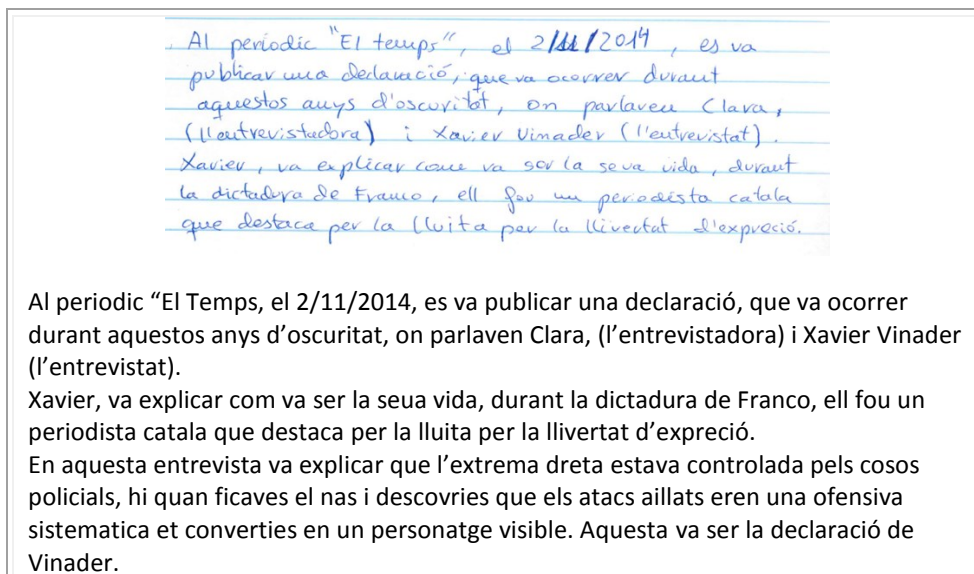 Al periodic "El temps", el 2/11/2014, es va
publicar una declaració, que va ocorrer durant
aquestos anys d'oscuritat, on parlaven Clara,
(l'entrevistadora) i Xavier Vinader (l'entrevistat).
Xavier, va explicar com va ser la seua vida, durant
la dictadura de Franco, ell fou un periodista catala
que destaca per la lluita per la llivertat d'expreció.
Al periodic “El Temps, el 2/11/2014, es va publicar una declaració, que va ocorrer
durant aquestos anys d’oscuritat, on parlaven Clara, (l’entrevistadora) i Xavier Vinader
(l’entrevistat).
Xavier, va explicar com va ser la seua vida, durant la dictadura de Franco, ell fou un
periodista catala que destaca per la lluita per la llivertat d’expreció.
En aquesta entrevista va explicar que l’extrema dreta estava controlada pels cosos
policials, hi quan ficaves el nas i descovries que els atacs aillats eren una ofensiva
sistematica et converties en un personatge visible. Aquesta va ser la declaració de
Vinader.